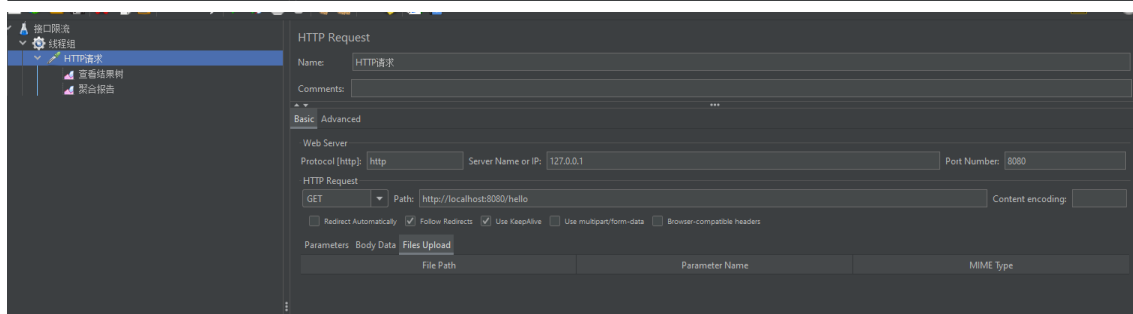 接口限流
线程组
HTTP请求
查看结果树
聚合报告
HTTP Request
Name: HTTP请求
Comments:
Basic Advanced
Web Server
Protocol [http]: http Server Name or IP: 127.0.0.1 Port Number: 8080
HTTP Request
GET Path: http://localhost:8080/hello Content encoding:
Redirect Automatically Follow Redirects Use KeepAlive Use multipart/form-data Browser-compatible headers
Parameters Body Data Files Upload
File Path Parameter Name MIME Type